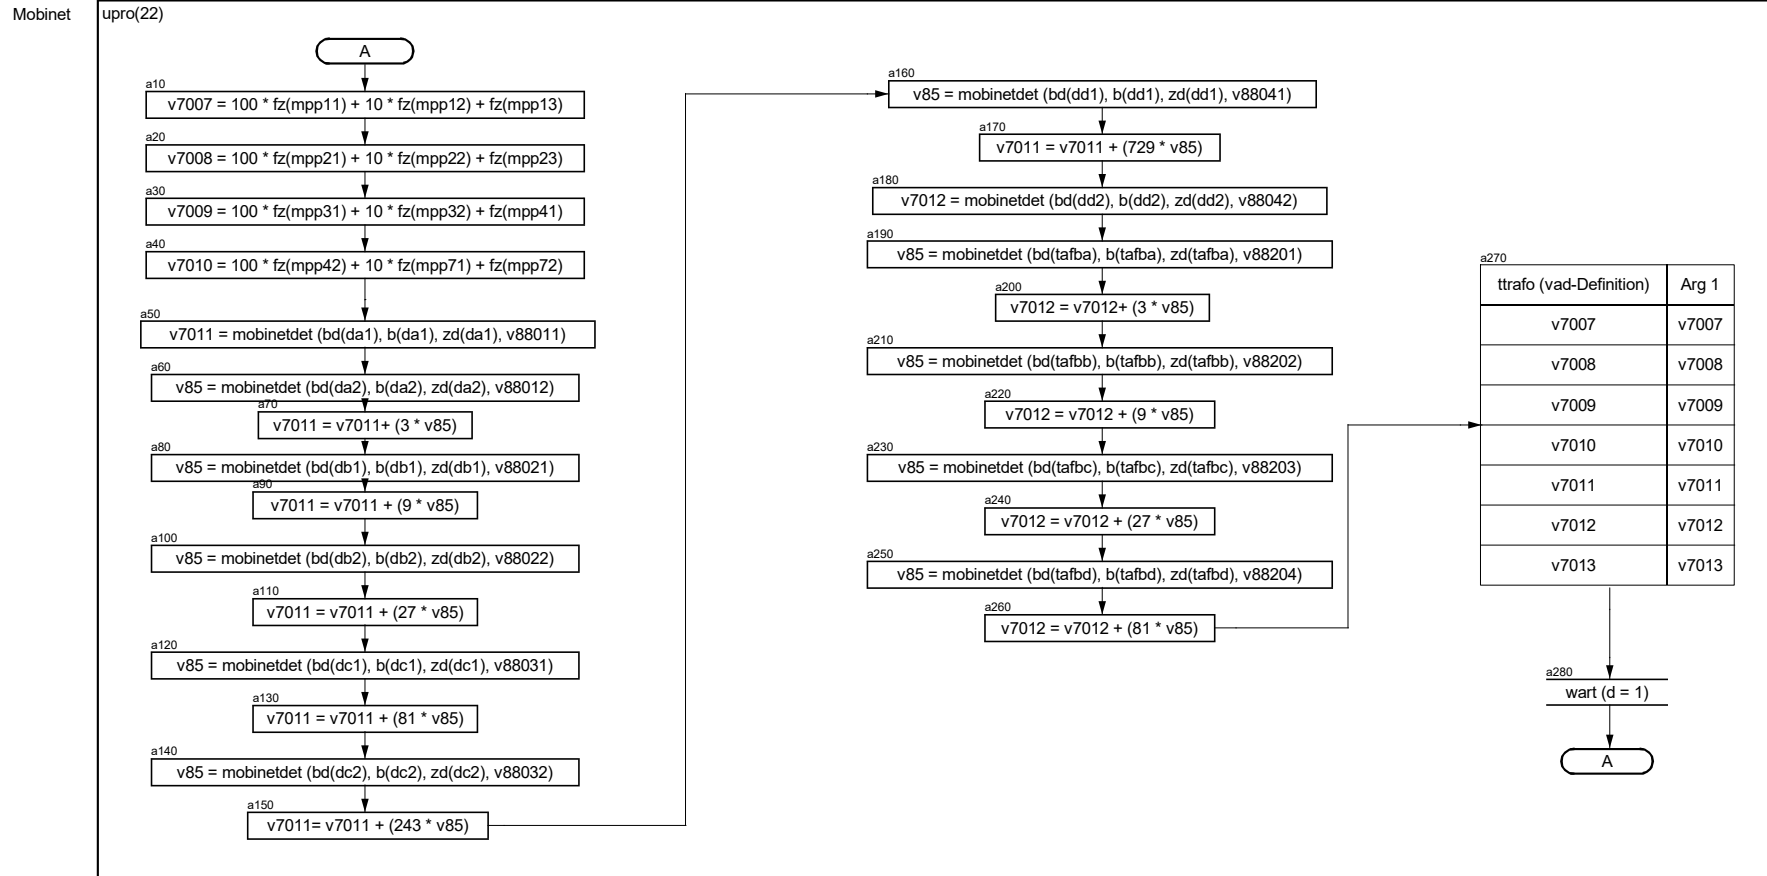 Mobinet
upro(22)
A
a10
v7007 = 100 * fz(mpp11) + 10 * fz(mpp12) + fz(mpp13)
a20
v7008 = 100 * fz(mpp21) + 10 * fz(mpp22) + fz(mpp23)
a30
v7009 = 100 * fz(mpp31) + 10 * fz(mpp32) + fz(mpp41)
a40
v7010 = 100 * fz(mpp42) + 10 * fz(mpp71) + fz(mpp72)
a50
v7011 = mobinetdet (bd(da1), b(da1), zd(da1), v88011)
a60
v85 = mobinetdet (bd(da2), b(da2), zd(da2), v88012)
a70
v7011 = v7011+ (3 * v85)
a80
v85 = mobinetdet (bd(db1), b(db1), zd(db1), v88021)
a90
v7011 = v7011 + (9 * v85)
a100
v85 = mobinetdet (bd(db2), b(db2), zd(db2), v88022)
a110
v7011 = v7011 + (27 * v85)
a120
v85 = mobinetdet (bd(dc1), b(dc1), zd(dc1), v88031)
a130
v7011 = v7011 + (81 * v85)
a140
v85 = mobinetdet (bd(dc2), b(dc2), zd(dc2), v88032)
a150
v7011= v7011 + (243 * v85)
a160
v85 = mobinetdet (bd(dd1), b(dd1), zd(dd1), v88041)
a170
v7011 = v7011 + (729 * v85)
a180
v7012 = mobinetdet (bd(dd2), b(dd2), zd(dd2), v88042)
a190
v85 = mobinetdet (bd(tafba), b(tafba), zd(tafba), v88201)
a200
v7012 = v7012+ (3 * v85)
a210
v85 = mobinetdet (bd(tafbb), b(tafbb), zd(tafbb), v88202)
a220
v7012 = v7012 + (9 * v85)
a230
v85 = mobinetdet (bd(tafbc), b(tafbc), zd(tafbc), v88203)
a240
v7012 = v7012 + (27 * v85)
a250
v85 = mobinetdet (bd(tafbd), b(tafbd), zd(tafbd), v88204)
a260
v7012 = v7012 + (81 * v85)
a270
ttrafo (vad-Definition) Arg 1
v7007 v7007
v7008 v7008
v7009 v7009
v7010 v7010
v7011 v7011
v7012 v7012
v7013 v7013
a280
wart (d = 1)
A